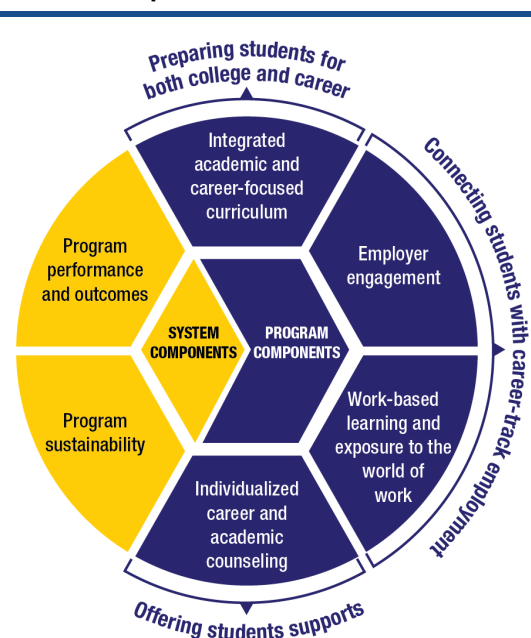 Preparing students for
both college and career
Integrated
academic and
career-focused
curriculum
Connecting students with career-track employment
Program
performance
and outcomes
Employer
engagement
SYSTEM
COMPONENTS
PROGRAM
COMPONENTS
Program
sustainability
Work-based
learning and
exposure to the
world of
work
Individualized
career and
academic
counseling
Offering students supports